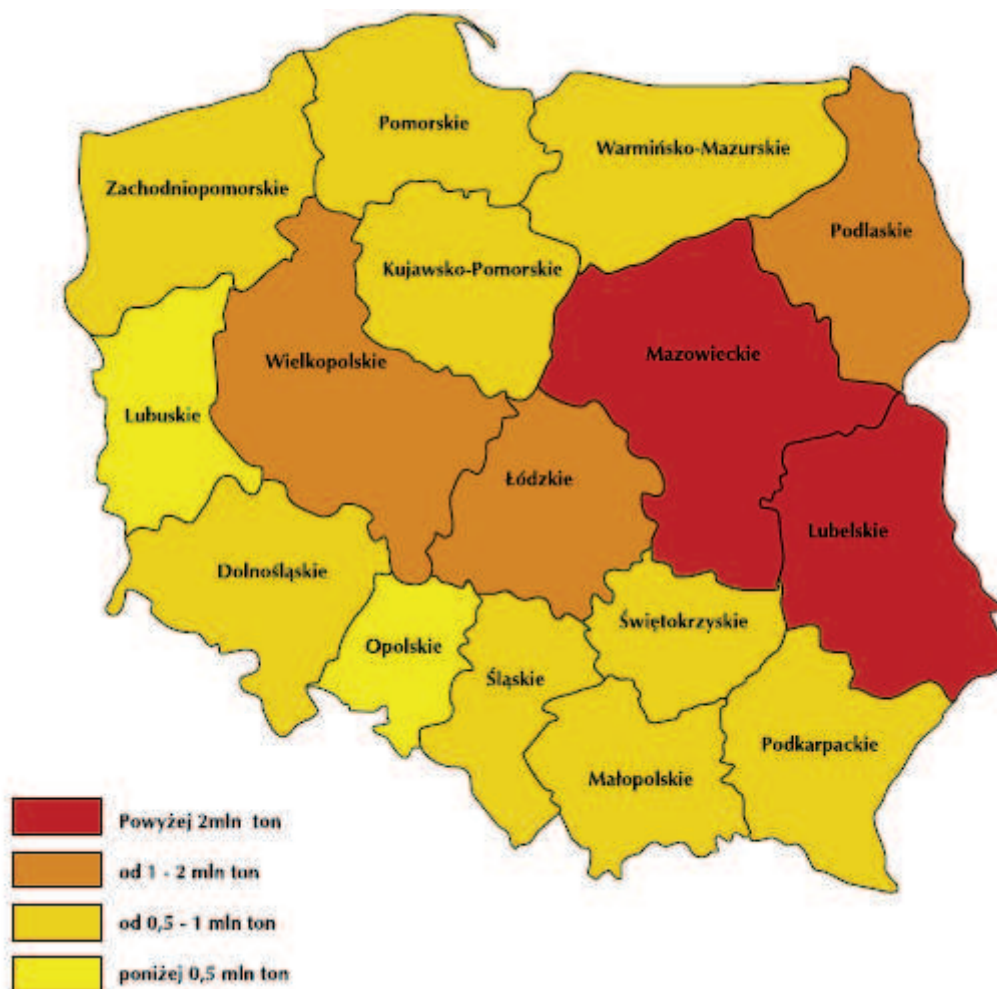 Pomorskie
Warmińsko-Mazurskie
Zachodniopomorskie
Podlaskie
Kujawsko-Pomorskie
Mazowieckie
Wielkopolskie
Lubuskie
Łódzkie
Lubelskie
Dolnośląskie
Świętokrzyskie
Opolskie
Śląskie
Podkarpackie
Małopolskie
Powyżej 2mln ton
od 1 - 2 mln ton
od 0,5 - 1 mln ton
poniżej 0,5 mln ton